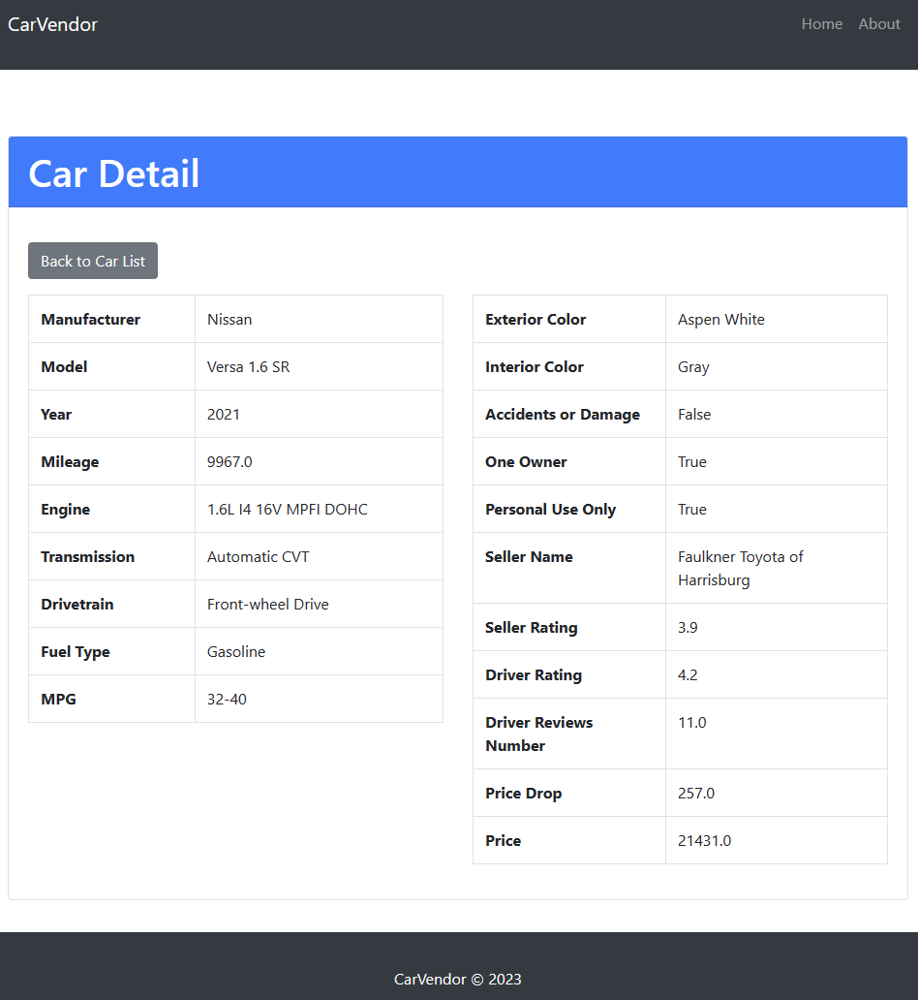 CarVendor
Home About
Car Detail
Back to Car List
Manufacturer Nissan
Model Versa 1.6 SR
Year 2021
Mileage 9967.0
Engine 1.6L I4 16V MPFI DOHC
Transmission Automatic CVT
Drivetrain Front-wheel Drive
Fuel Type Gasoline
MPG 32-40
Exterior Color Aspen White
Interior Color Gray
Accidents or Damage False
One Owner True
Personal Use Only True
Seller Name Faulkner Toyota of
Harrisburg
Seller Rating 3.9
Driver Rating 4.2
Driver Reviews 11.0
Number
Price Drop 257.0
Price 21431.0
CarVendor © 2023